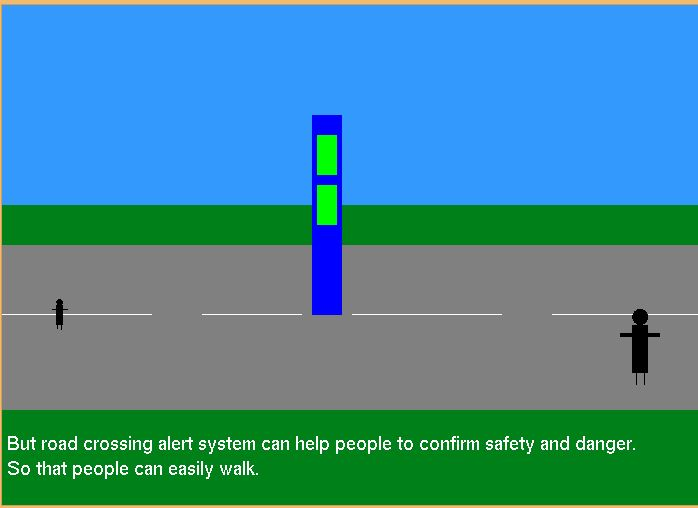 But road crossing alert system can help people to confirm safety and danger.
So that people can easily walk.